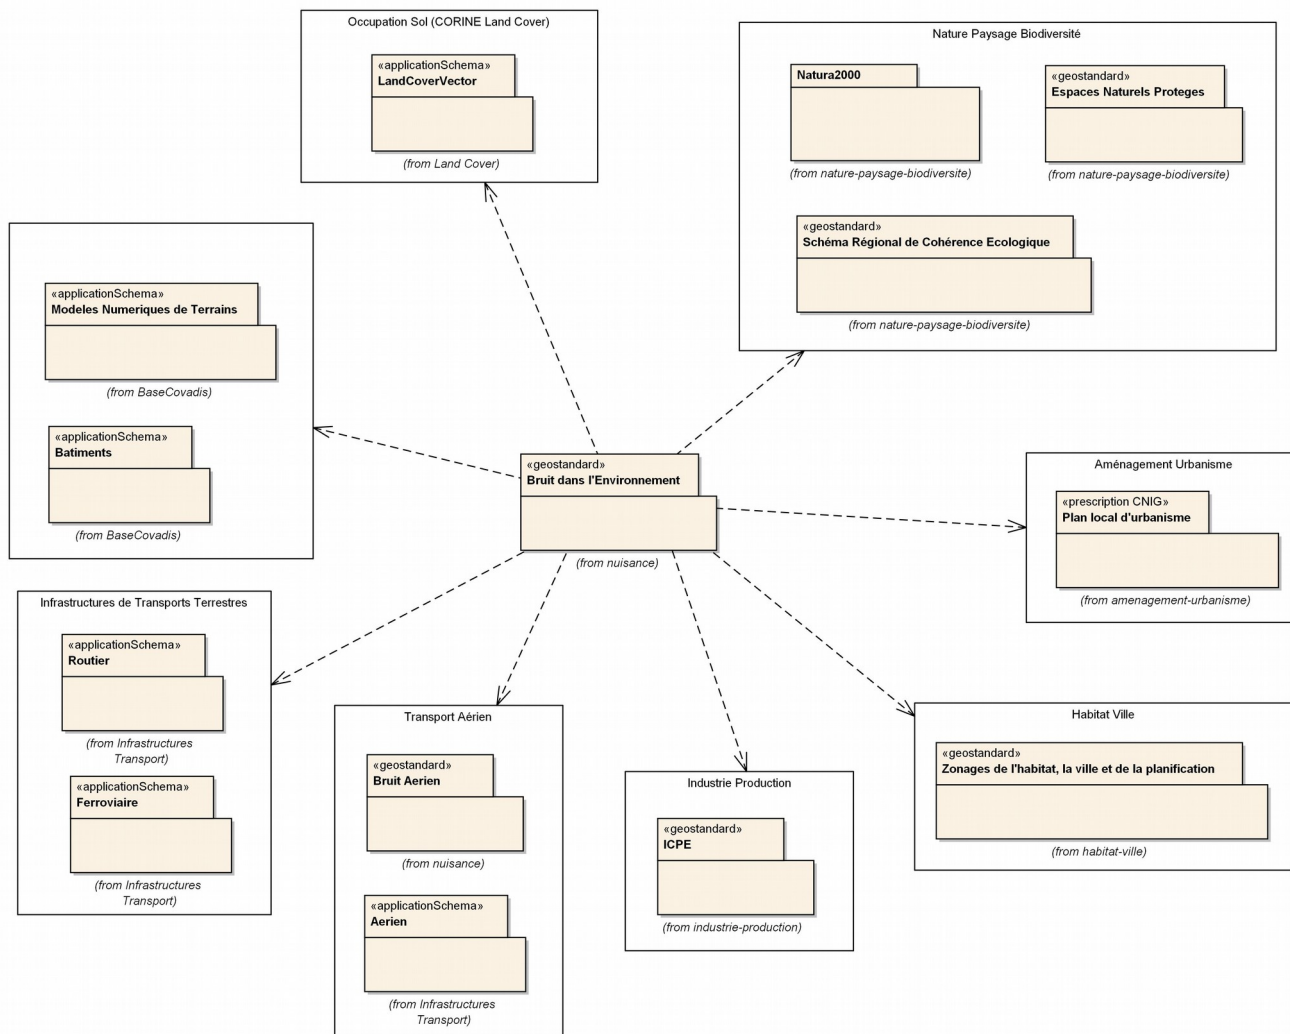 Occupation Sol (CORINE Land Cover)
«applicationSchema»
LandCoverVector
(from Land Cover)
Nature Paysage Biodiversité
Natura2000
(from nature-paysage-biodiversite)
«geostandard»
Espaces Naturels Proteges
(from nature-paysage-biodiversite)
«geostandard»
Schéma Régional de Cohérence Ecologique
(from nature-paysage-biodiversite)
«applicationSchema»
Modeles Numeriques de Terrains
(from BaseCovadis)
«applicationSchema»
Batiments
(from BaseCovadis)
«geostandard»
Bruit dans l'Environnement
(from nuisance)
Aménagement Urbanisme
«prescription CNIG»
Plan local d'urbanisme
(from amenagement-urbanisme)
Infrastructures de Transports Terrestres
«applicationSchema»
Routier
(from Infrastructures
Transport)
«applicationSchema»
Ferroviaire
(from Infrastructures
Transport)
Transport Aérien
«geostandard»
Bruit Aerien
(from nuisance)
«applicationSchema»
Aerien
(from Infrastructures
Transport)
Industrie Production
«geostandard»
ICPE
(from industrie-production)
Habitat Ville
«geostandard»
Zonages de l'habitat, la ville et de la planification
(from habitat-ville)